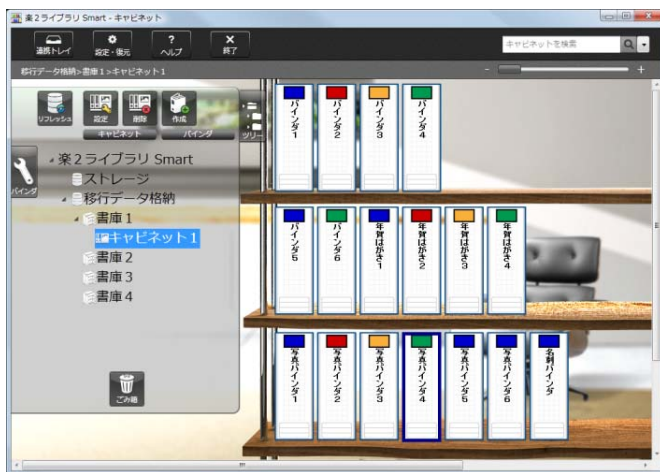 楽2ライブラリ Smart - キャビネット
連携トレイ
設定・復元
?
ヘルプ
×
終了
キャビネットを検索
移行データ格納>書庫1>キャビネット1
- +
リフレッシュ
設定
削除
作成
キャビネット
バインダ
ツリー
バインダ
楽2ライブラリ Smart
ストレージ
移行データ格納
書庫1
キャビネット1
書庫2
書庫3
書庫4
ごみ箱
バインダ1
バインダ2
バインダ3
バインダ4
バインダ5
バインダ6
年賀はがき1
年賀はがき2
年賀はがき3
年賀はがき4
写真バインダ1
写真バインダ2
写真バインダ3
写真バインダ4
写真バインダ5
写真バインダ6
名刺バインダ